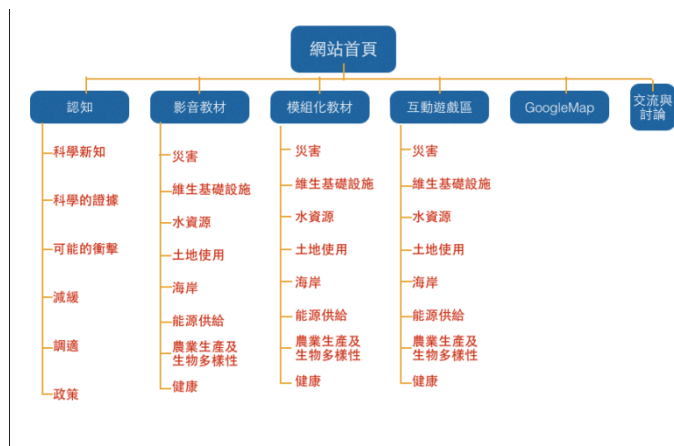 網站首頁
認知
影音教材
模組化教材
互動遊戲區
GoogleMap
交流與
討論
科學新知
科學的證據
可能的衝擊
減緩
調適
政策
災害
維生基礎設施
水資源
土地使用
海岸
能源供給
農業生產及
生物多樣性
健康
災害
維生基礎設施
水資源
土地使用
海岸
能源供給
農業生產及
生物多樣性
健康
災害
維生基礎設施
水資源
土地使用
海岸
能源供給
農業生產及
生物多樣性
健康